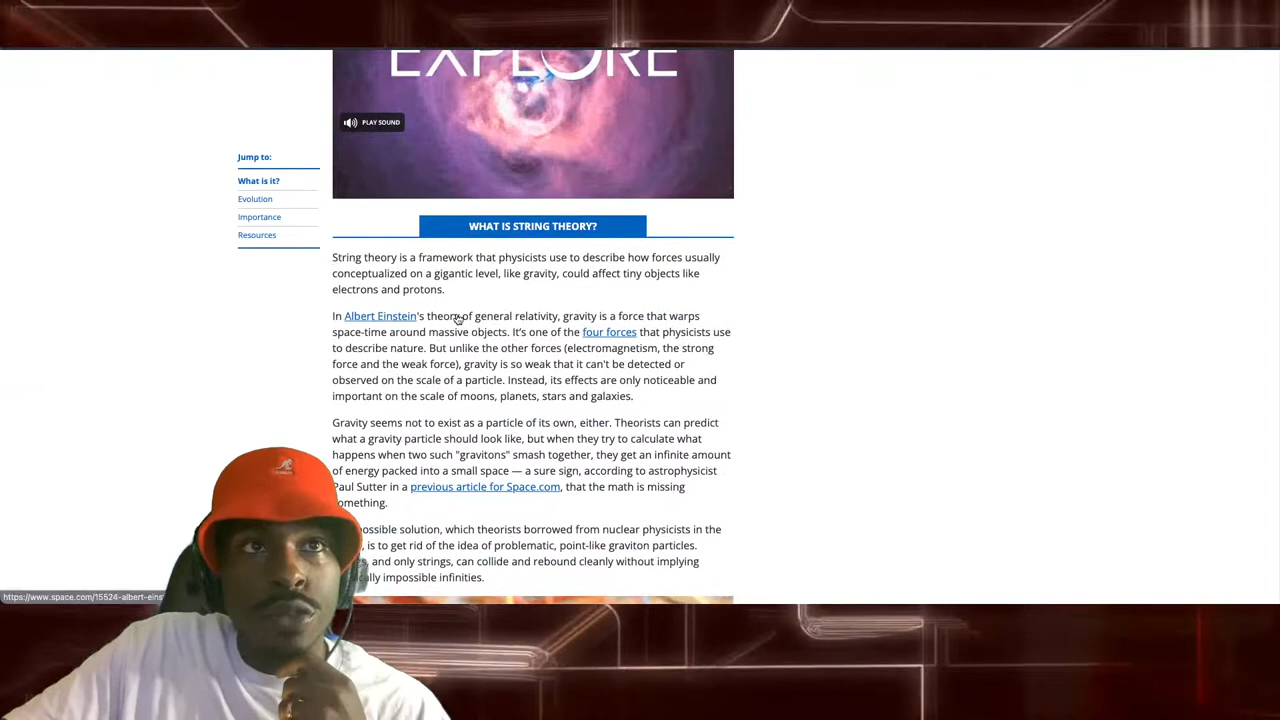 EXPLORE
PLAY SOUND
Jump to:
What is it?
Evolution
Importance
Resources
WHAT IS STRING THEORY?
String theory is a framework that physicists use to describe how forces usually
conceptualized on a gigantic level, like gravity, could affect tiny objects like
electrons and protons.
In Albert Einstein's theory of general relativity, gravity is a force that warps
space-time around massive objects. It's one of the four forces that physicists use
to describe nature. But unlike the other forces (electromagnetism, the strong
force and the weak force), gravity is so weak that it can't be detected or
observed on the scale of a particle. Instead, its effects are only noticeable and
important on the scale of moons, planets, stars and galaxies.
Gravity seems not to exist as a particle of its own, either. Theorists can predict
what a gravity particle should look like, but when they try to calculate what
happens when two such "gravitons" smash together, they get an infinite amount
of energy packed into a small space — a sure sign, according to astrophysicist
Paul Sutter in a previous article for Space.com, that the math is missing
something.
possible solution, which theorists borrowed from nuclear physicists in the
is to get rid of the idea of problematic, point-like graviton particles.
and only strings, can collide and rebound cleanly without implying
impossible infinities.
https://www.space.com/15524-albert-eins